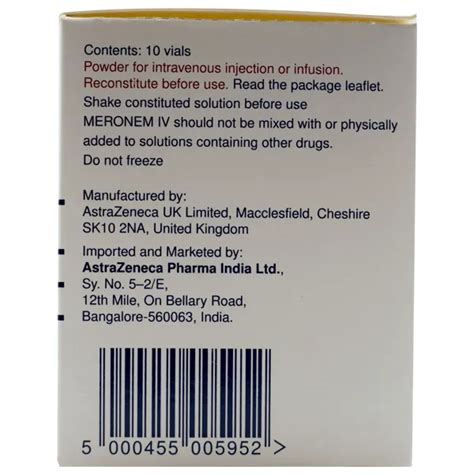 Contents: 10 vials
Powder for intravenous injection or infusion.
Reconstitute before use. Read the package leaflet.
Shake constituted solution before use
MERONEM IV should not be mixed with or physically
added to solutions containing other drugs.
Do not freeze
Manufactured by:
AstraZeneca UK Limited, Macclesfield, Cheshire
SK10 2NA, United Kingdom
Imported and Marketed by:
AstraZeneca Pharma India Ltd.,
Sy. No. 5–2/E,
12th Mile, On Bellary Road,
Bangalore-560063, India.
5 000455 005952 >